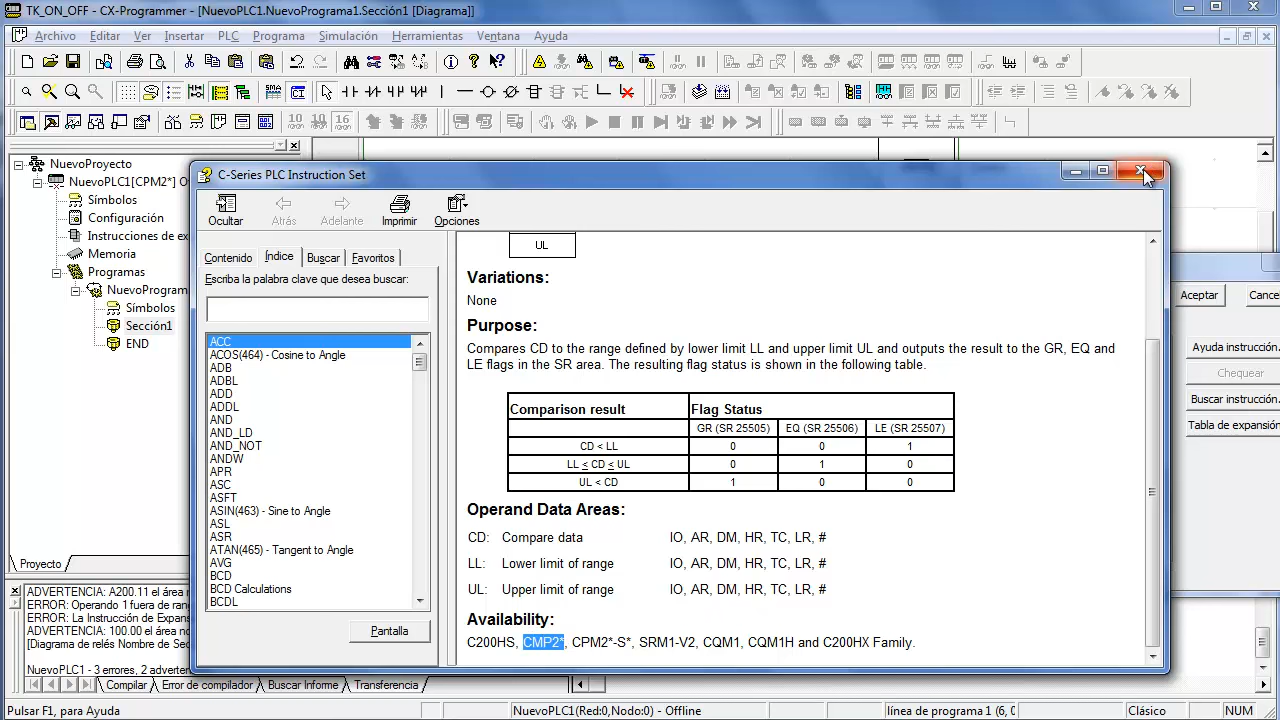 TK_ON_OFF - CX-Programmer - [NuevoPLC1.NuevoPrograma1.Sección1 [Diagrama]]
Archivo Editar Ver Insertar PLC Programa Simulación Herramientas Ventana Ayuda
10 10 16
NuevoProyecto
NuevoPLC1[CPM2*] O
Símbolos
Configuración
Instrucciones de ex
Memoria
Programas
NuevoProgram
Símbolos
Sección1
END
Proyecto
C-Series PLC Instruction Set
Ocultar Atrás Adelante Imprimir Opciones
Contenido Índice Buscar Favoritos
Escriba la palabra clave que desea buscar:
ACC
ACOS(464) - Cosine to Angle
ADB
ADBL
ADD
ADDL
AND
AND_LD
AND_NOT
ANDW
APR
ASC
ASFT
ASIN(463) - Sine to Angle
ASL
ASR
ATAN(465) - Tangent to Angle
AVG
BCD
BCD Calculations
BCDL
Pantalla
UL
Variations:
None
Purpose:
Compares CD to the range defined by lower limit LL and upper limit UL and outputs the result to the GR, EQ and
LE flags in the SR area. The resulting flag status is shown in the following table.
Comparison result Flag Status
GR (SR 25505) EQ (SR 25506) LE (SR 25507)
CD < LL 0 0 1
LL ≤ CD ≤ UL 0 1 0
UL < CD 1 0 0
Operand Data Areas:
CD: Compare data IO, AR, DM, HR, TC, LR, #
LL: Lower limit of range IO, AR, DM, HR, TC, LR, #
UL: Upper limit of range IO, AR, DM, HR, TC, LR, #
Availability:
C200HS, CMP2*, CPM2*-S*, SRM1-V2, CQM1, CQM1H and C200HX Family.
Aceptar Cance
Ayuda instrucción.
Chequear
Buscar instrucción.
Tabla de expansió
ADVERTENCIA: A200.11 el área
ERROR: Operando 1 fuera de ran
ERROR: La Instrucción de Expans
ADVERTENCIA: 100.00 el área no
[Diagrama de relés Nombre de Secc
NuevoPLC1 - 3 errores, 2 advertenc
Compilar Error de compilador Buscar Informe Transferencia
Pulsar F1, para Ayuda NuevoPLC1(Red:0,Nodo:0) - Offline línea de programa 1 (6, 0 Clásico NUM